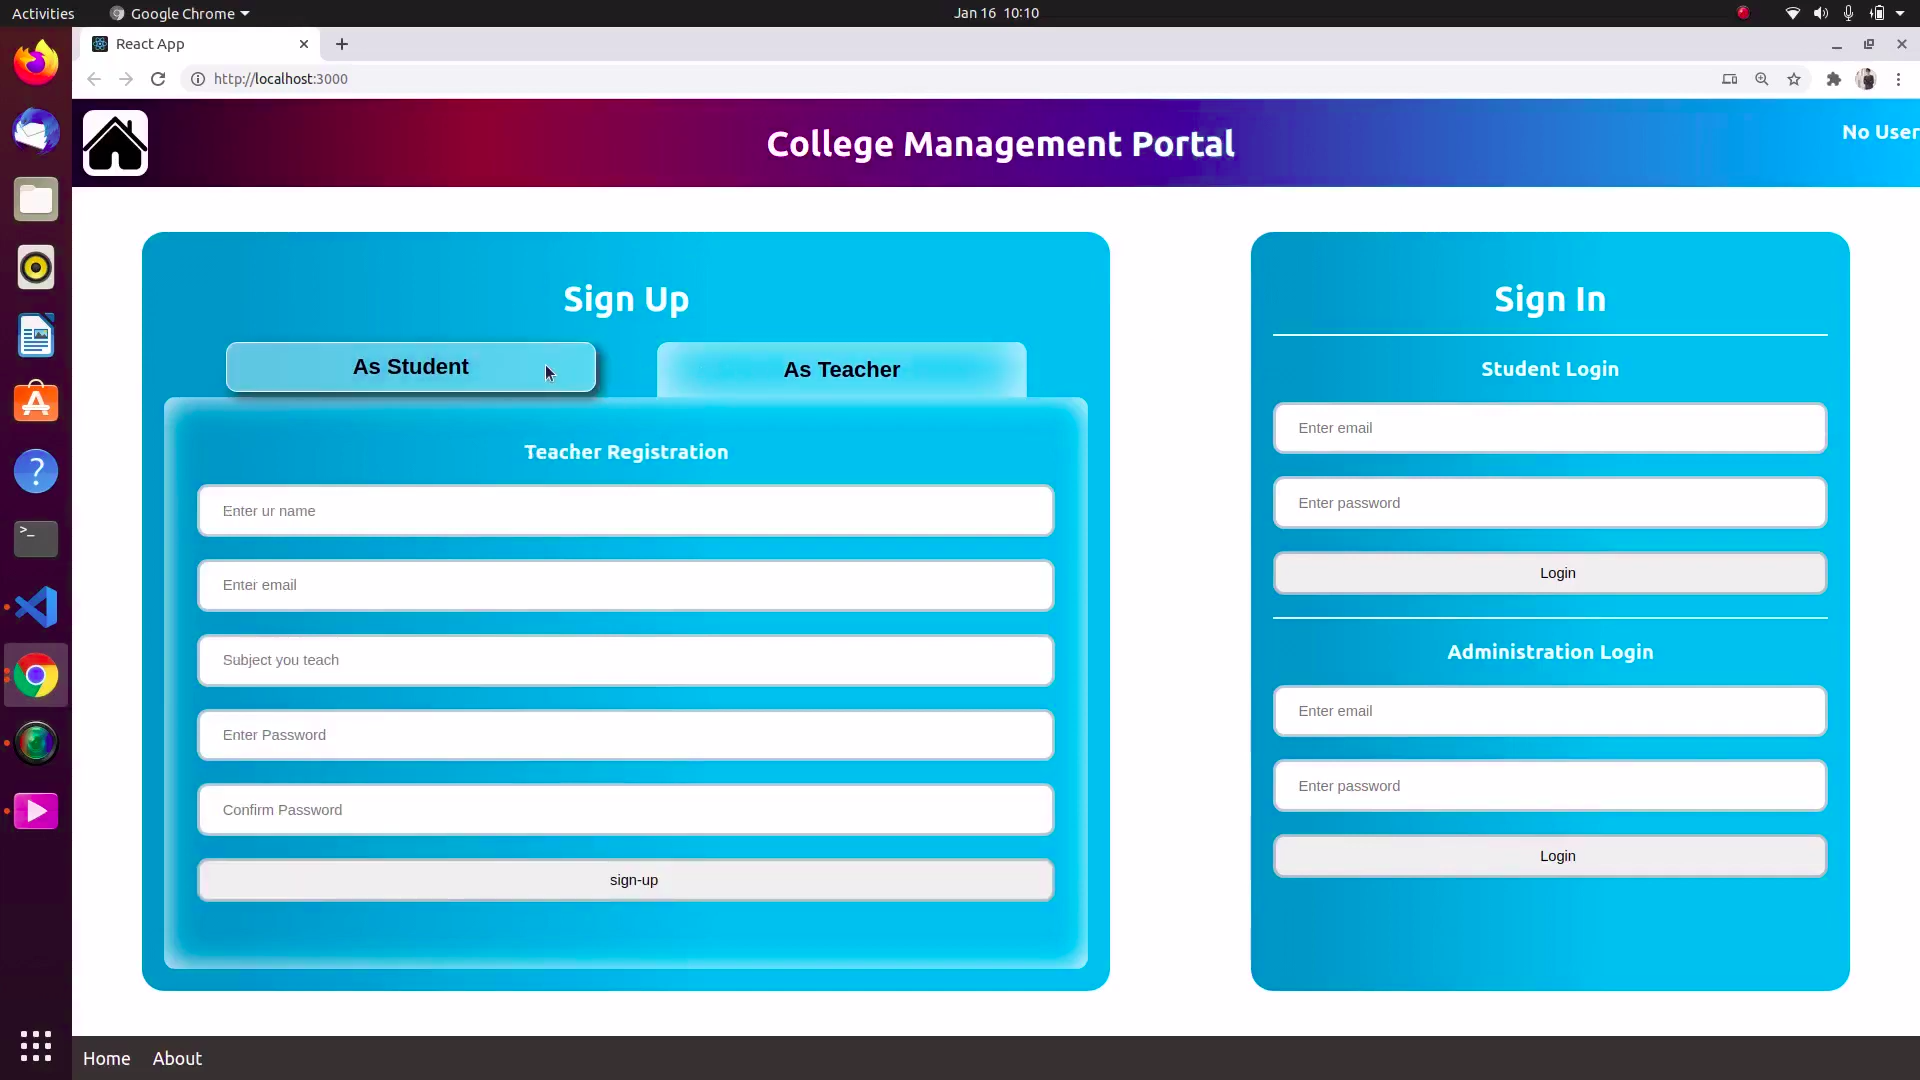 Activities
Google Chrome
Jan 16 10:10
React App
http://localhost:3000
College Management Portal
No User
Sign Up
As Student
As Teacher
Teacher Registration
Enter ur name
Enter email
Subject you teach
Enter Password
Confirm Password
sign-up
Sign In
Student Login
Enter email
Enter password
Login
Administration Login
Enter email
Enter password
Login
Home About